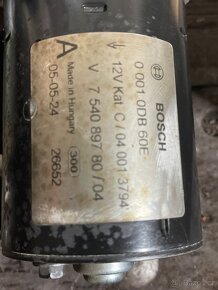 BOSCH
0 001 0DB 60E
12V Kat. C / 04 001 3794
V 7 540 897 80 / 04
Made in Hungary (300) 26652
A 05-05-24